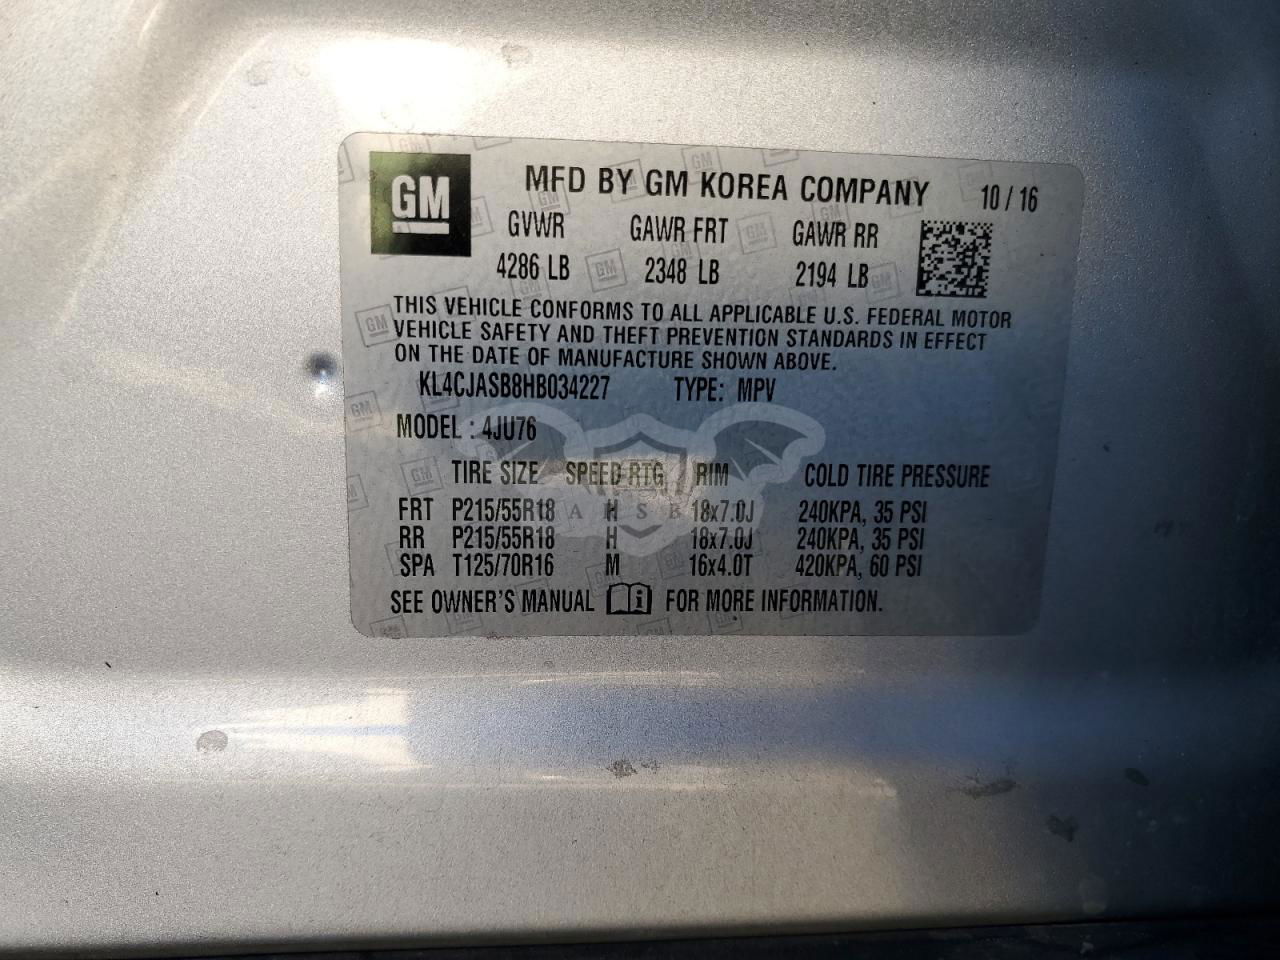 GM MFD BY GM KOREA COMPANY 10 / 16
GVWR GAWR FRT GAWR RR
4286 LB 2348 LB 2194 LB
THIS VEHICLE CONFORMS TO ALL APPLICABLE U.S. FEDERAL MOTOR
VEHICLE SAFETY AND THEFT PREVENTION STANDARDS IN EFFECT
ON THE DATE OF MANUFACTURE SHOWN ABOVE.
KL4CJASB8HB034227 TYPE: MPV
MODEL : 4JU76
TIRE SIZE SPEED RTG RIM COLD TIRE PRESSURE
FRT P215/55R18 H 18x7.0J 240KPA, 35 PSI
AHSB
RR P215/55R18 H 18x7.0J 240KPA, 35 PSI
SPA T125/70R16 M 16x4.0T 420KPA, 60 PSI
SEE OWNER'S MANUAL i FOR MORE INFORMATION.